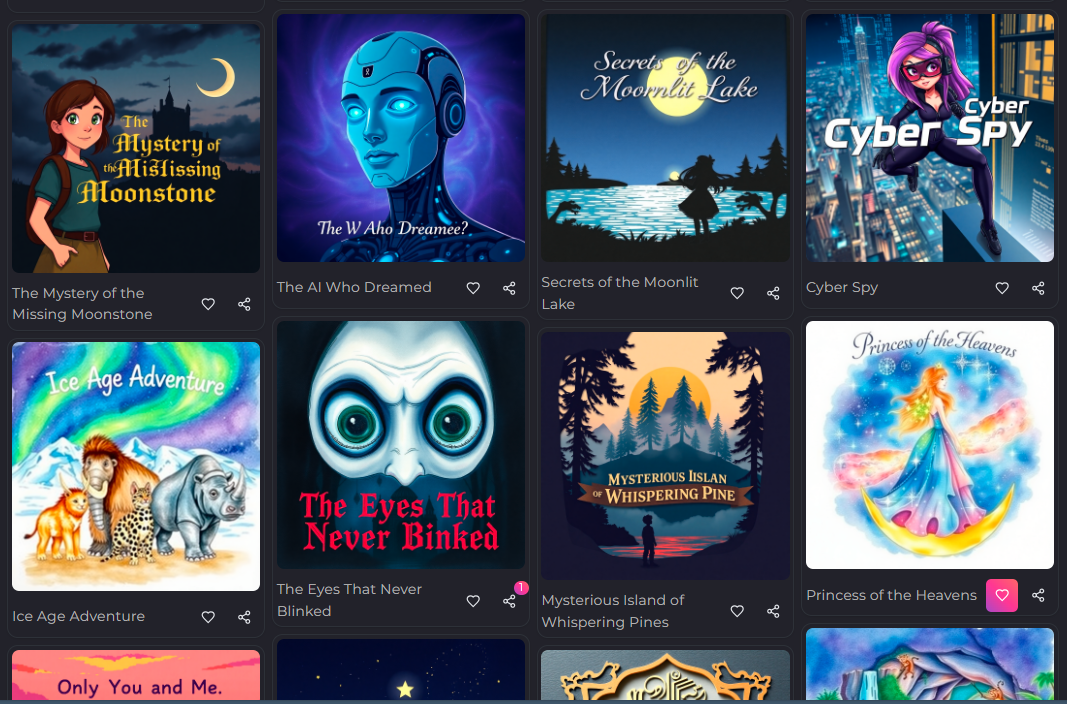 The
Mystery of
the MisTissing
Moonstone
The Mystery of the
Missing Moonstone
The W Aho Dreamee?
The AI Who Dreamed
Secrets of the
Moornlit Lake
Secrets of the Moonlit
Lake
Cyber
Cyber Spy
Cyber Spy
Ice Age Adventure
Ice Age Adventure
The Eyes That
Never Binked
The Eyes That Never
Blinked
1
Mysterious Iislan
of Whispering Pine
Mysterious Island of
Whispering Pines
Princess of the Heavens
Princess of the Heavens
Only You and Me.